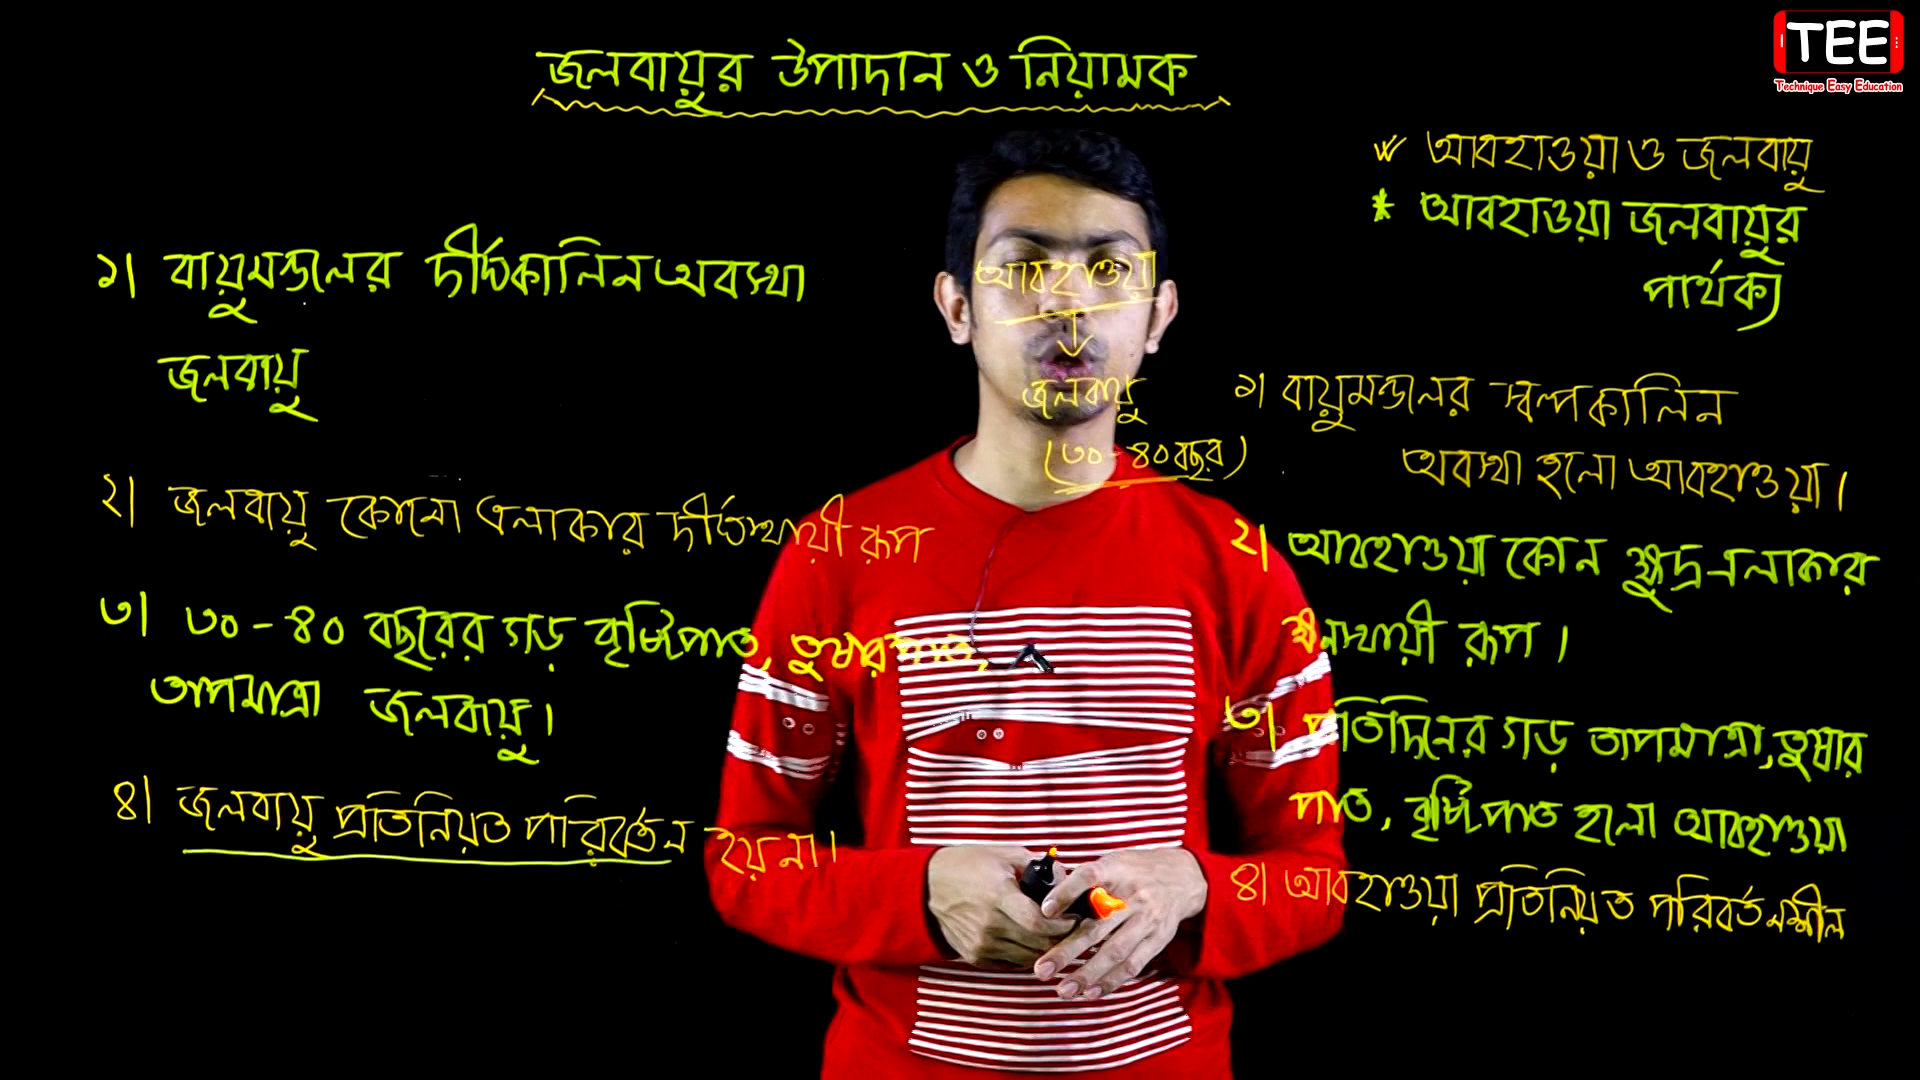 TEE
Technique Easy Education
জলবায়ুর উপাদান ও নিয়ামক
আবহাওয়া ও জলবায়ু
* আবহাওয়া জলবায়ুর
পার্থক্য
১। বায়ুমন্ডলের দীর্ঘকালিন অবস্থা
জলবায়ু
২। জলবায়ু কোনো এলাকার দীর্ঘস্থায়ী রূপ
৩। ৩০-৪০ বছরের গড় বৃষ্টিপাত, তুষারপাত,
তাপমাত্রা জলবায়ু।
৪। জলবায়ু প্রতিনিয়ত পরিবর্তন হয় না।
আবহাওয়া
জলবায়ু
(৩০-৪০ বছর)
১। বায়ুমন্ডলের স্বল্পকালিন
অবস্থা হলো আবহাওয়া।
২। আবহাওয়া কোন ক্ষুদ্র এলাকার
ক্ষীনস্থায়ী রূপ।
৩। প্রতিদিনের গড় তাপমাত্রা, তুষার
পাত, বৃষ্টিপাত হলো আবহাওয়া
৪। আবহাওয়া প্রতিনিয়ত পরিবর্তনশীল